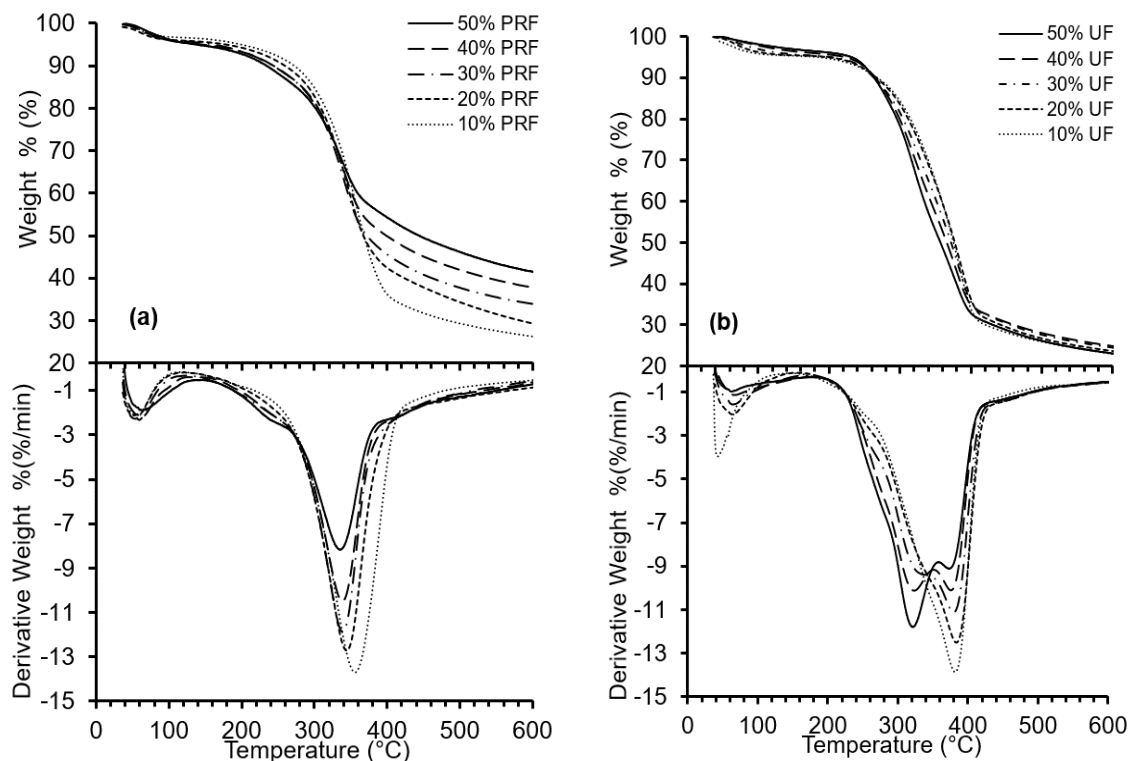 50% PRF
40% PRF
30% PRF
20% PRF
10% PRF
100
90
80
70
60
50
40
30
20
Weight % (%)
(a)
-1
-3
-5
-7
-9
-11
-13
-15
Derivative Weight %(%/min)
0 100 200 300 400 500 600
Temperature (°C)
50% UF
40% UF
30% UF
20% UF
10% UF
100
90
80
70
60
50
40
30
20
Weight % (%)
(b)
-1
-3
-5
-7
-9
-11
-13
-15
Derivative Weight %(%/min)
0 100 200 300 400 500 600
Temperature (°C)